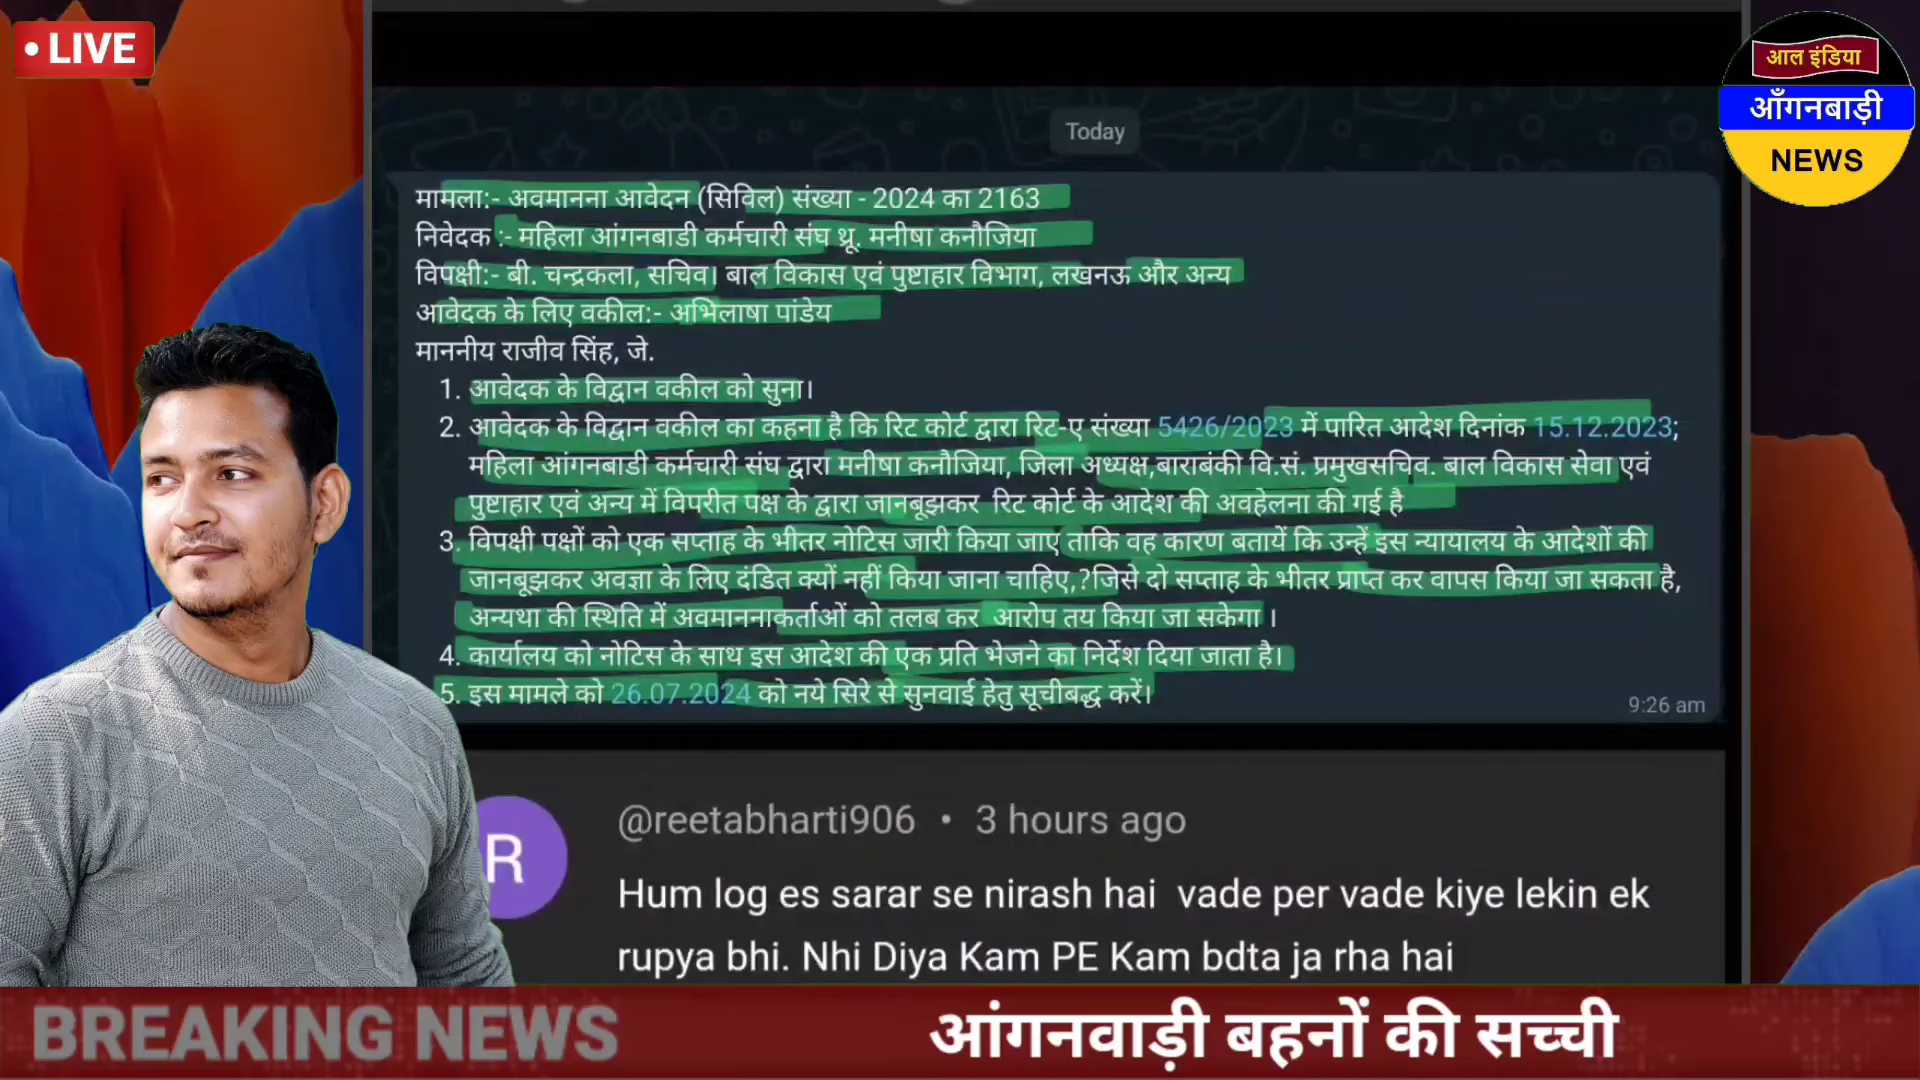 • LIVE
आल इंडिया
आँगनबाड़ी
NEWS
Today
मामला:- अवमानना आवेदन (सिविल) संख्या - 2024 का 2163
निवेदक :- महिला आंगनबाडी कर्मचारी संघ थ्रू. मनीषा कनौजिया
विपक्षी:- बी. चन्द्रकला, सचिव। बाल विकास एवं पुष्टाहार विभाग, लखनऊ और अन्य
आवेदक के लिए वकील:- अभिलाषा पांडेय
माननीय राजीव सिंह, जे.
1. आवेदक के विद्वान वकील को सुना।
2. आवेदक के विद्वान वकील का कहना है कि रिट कोर्ट द्वारा रिट-ए संख्या 5426/2023 में पारित आदेश दिनांक 15.12.2023;
महिला आंगनबाडी कर्मचारी संघ द्वारा मनीषा कनौजिया, जिला अध्यक्ष,बाराबंकी वि.सं. प्रमुखसचिव. बाल विकास सेवा एवं
पुष्टाहार एवं अन्य में विपरीत पक्ष के द्वारा जानबूझकर रिट कोर्ट के आदेश की अवहेलना की गई है
3. विपक्षी पक्षों को एक सप्ताह के भीतर नोटिस जारी किया जाए ताकि वह कारण बतायें कि उन्हें इस न्यायालय के आदेशों की
जानबूझकर अवज्ञा के लिए दंडित क्यों नहीं किया जाना चाहिए,?जिसे दो सप्ताह के भीतर प्राप्त कर वापस किया जा सकता है,
अन्यथा की स्थिति में अवमाननाकर्ताओं को तलब कर आरोप तय किया जा सकेगा ।
4. कार्यालय को नोटिस के साथ इस आदेश की एक प्रति भेजने का निर्देश दिया जाता है।
5. इस मामले को 26.07.2024 को नये सिरे से सुनवाई हेतु सूचीबद्ध करें।
9:26 am
R
@reetabharti906 • 3 hours ago
Hum log es sarar se nirash hai vade per vade kiye lekin ek
rupya bhi. Nhi Diya Kam PE Kam bdta ja rha hai
BREAKING NEWS
आंगनवाड़ी बहनों की सच्ची